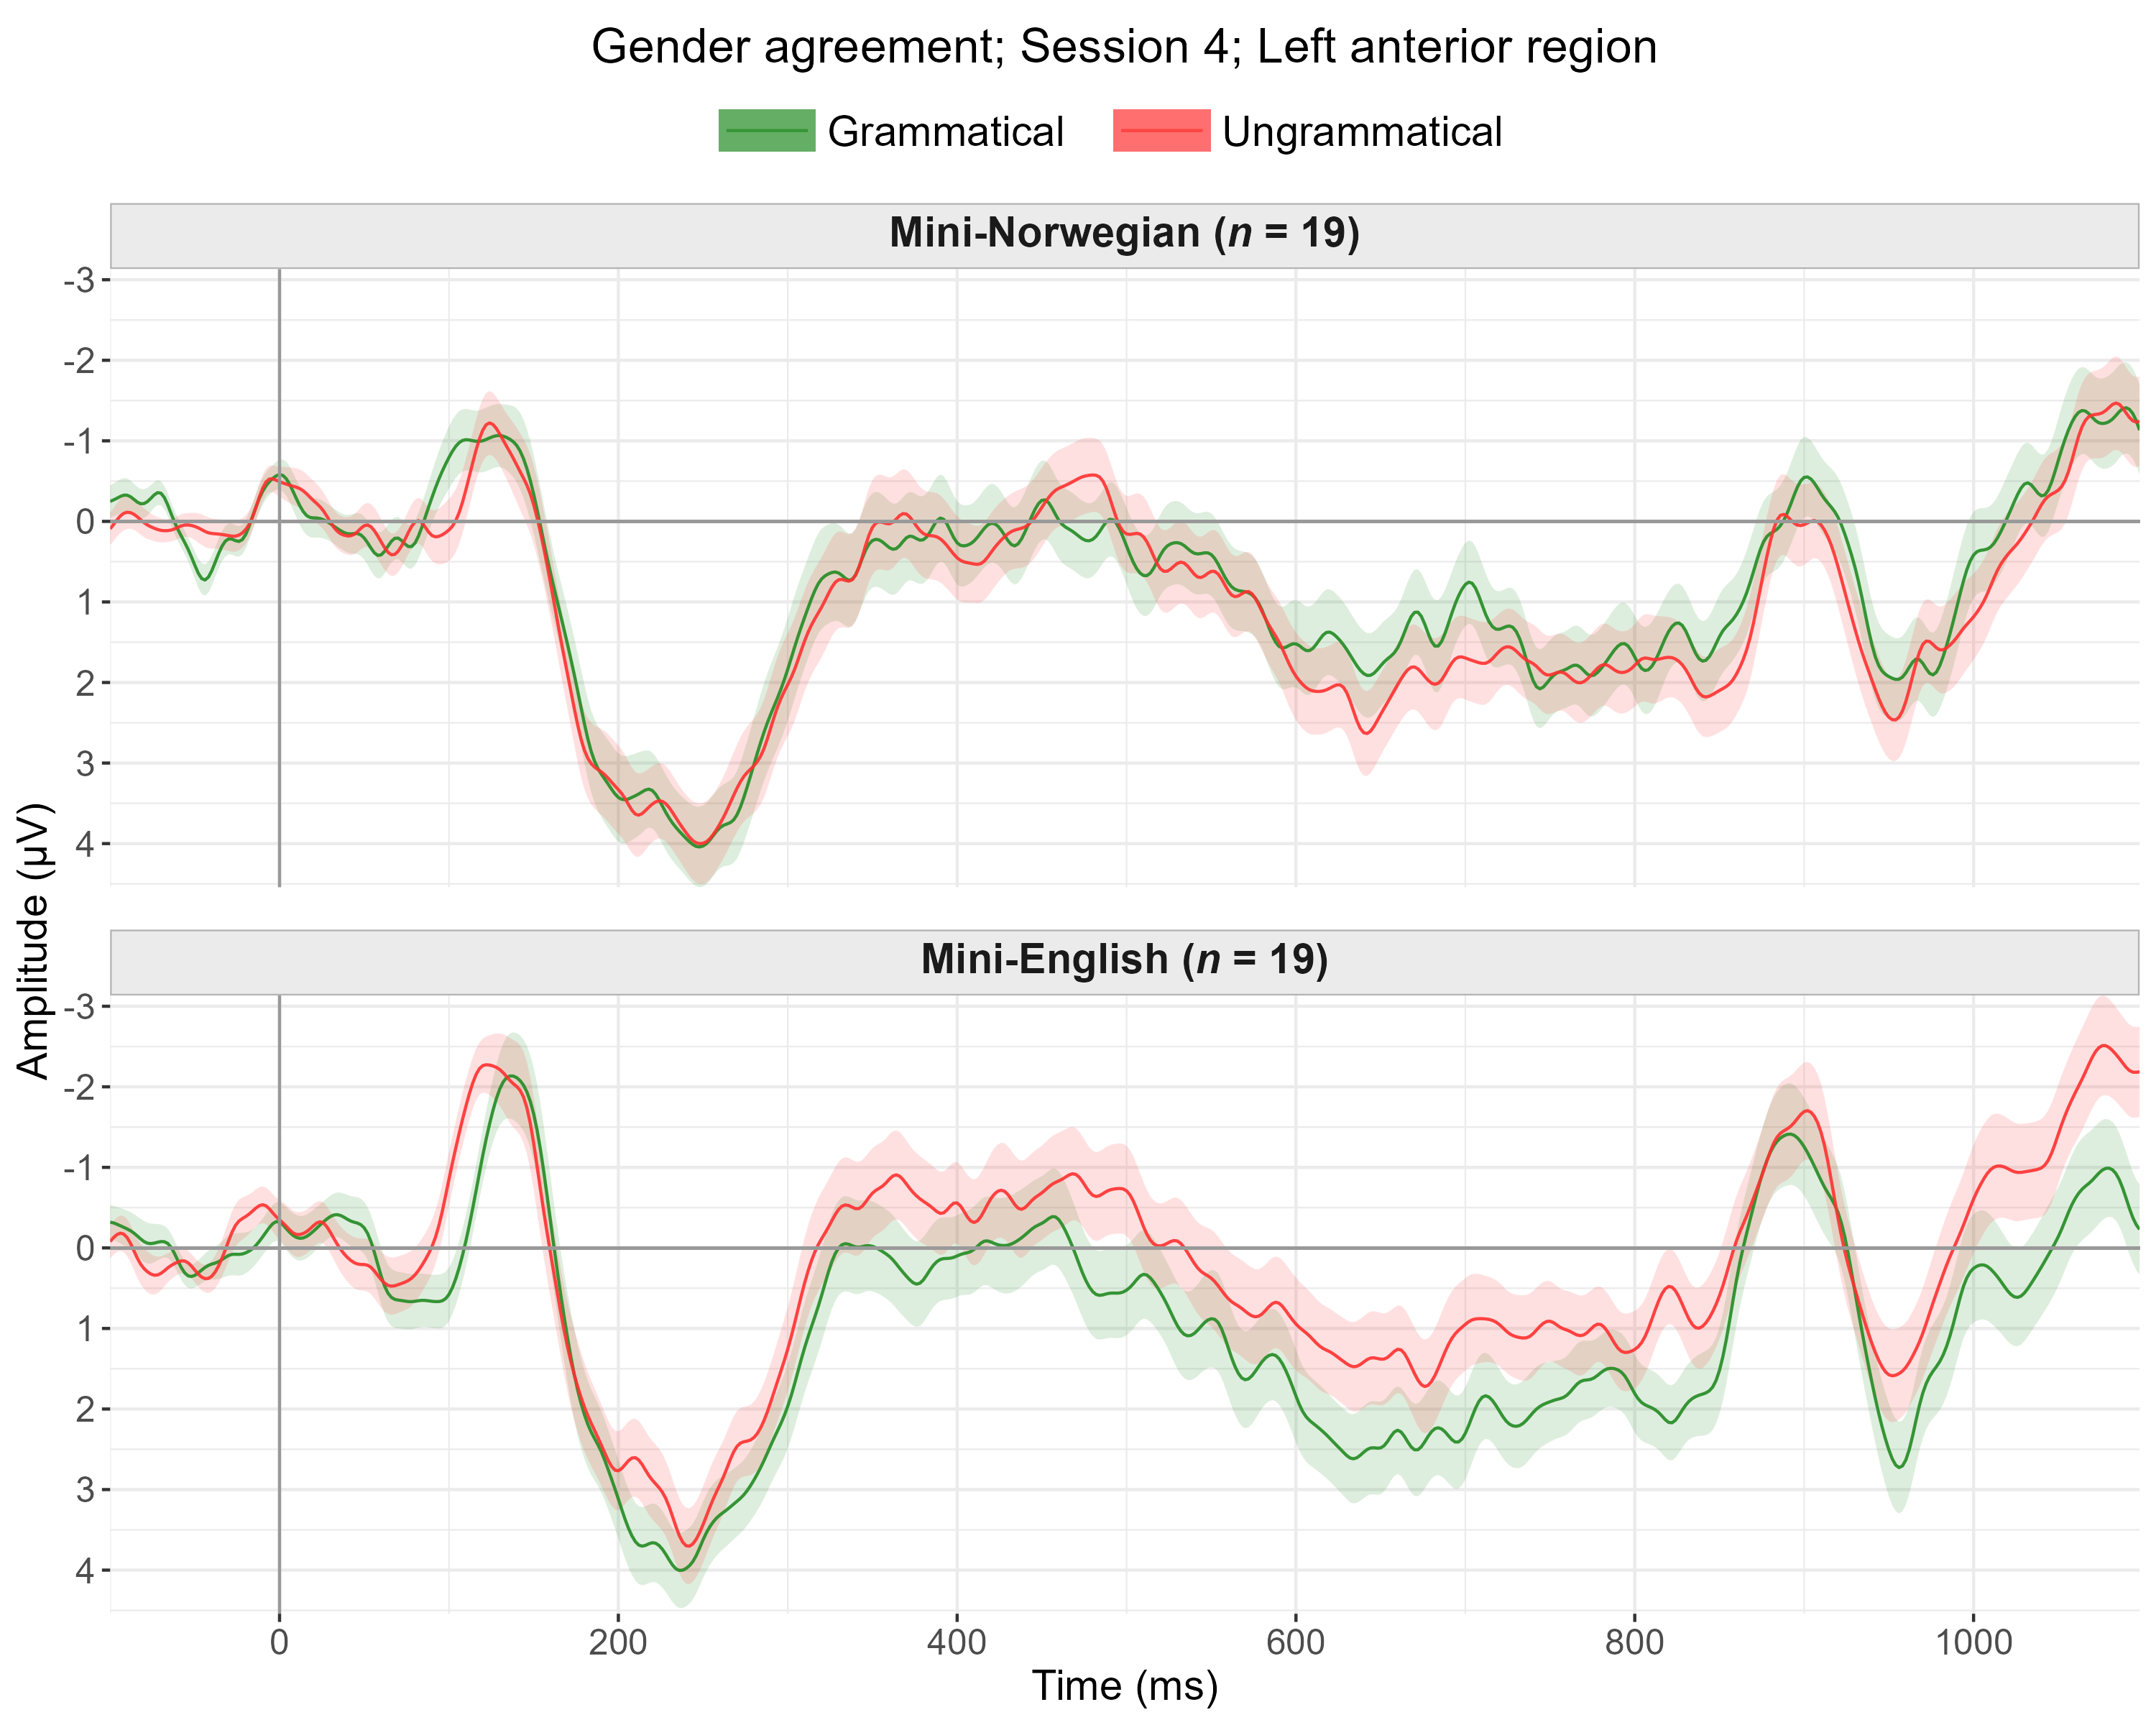 Gender agreement; Session 4; Left anterior region
Grammatical Ungrammatical
Mini-Norwegian (n = 19)
-3
-2
-1
0
1
2
3
4
Amplitude (µV)
Mini-English (n = 19)
-3
-2
-1
0
1
2
3
4
0 200 400 600 800 1000
Time (ms)